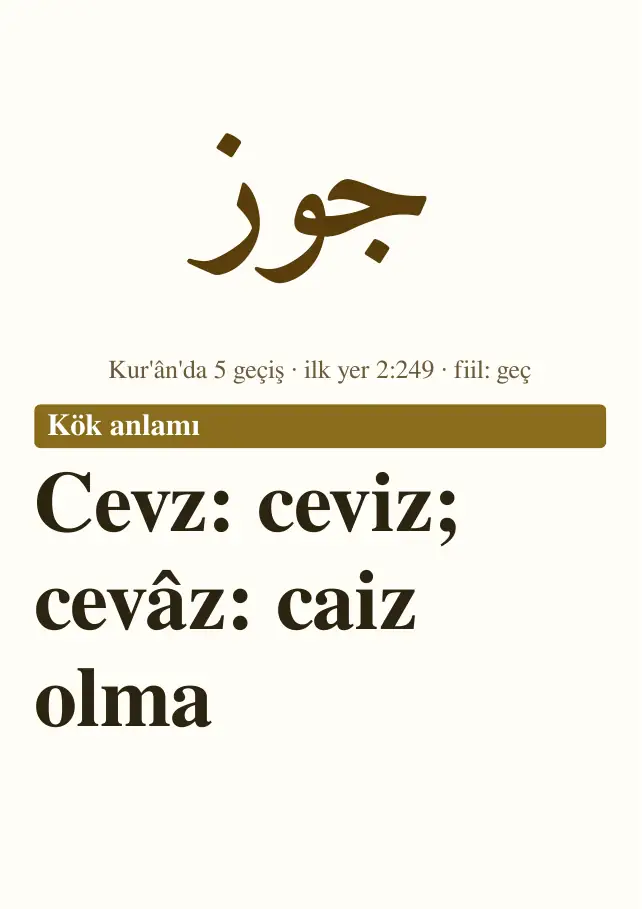 جوز
Kur'ân'da 5 geçiş · ilk yer 2:249 · fiil: geç
Kök anlamı
Cevz: ceviz;
cevâz: caiz
olma